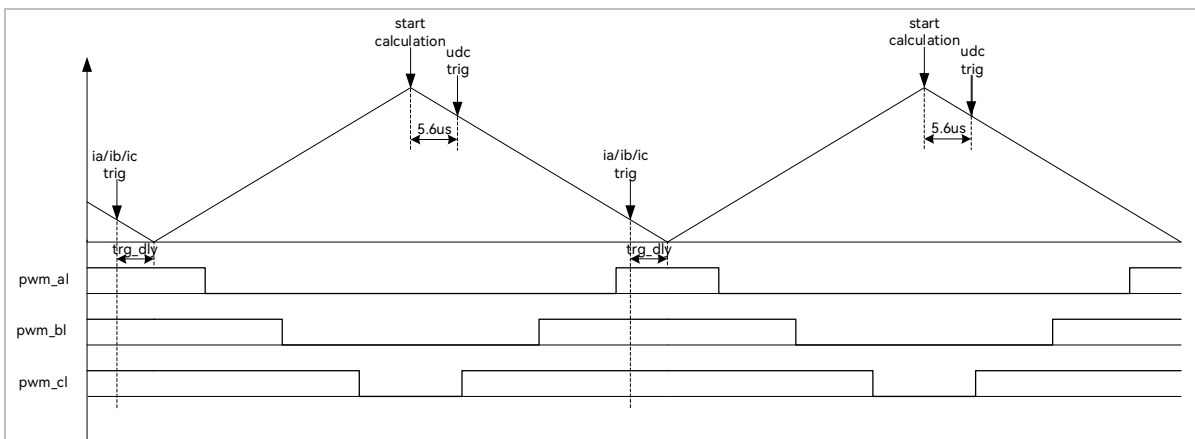 start
calculation
udc
trig
start
calculation
udc
trig
5.6us
5.6us
ia/ib/ic
trig
ia/ib/ic
trig
trg_dly
trg_dly
pwm_al
pwm_bl
pwm_cl